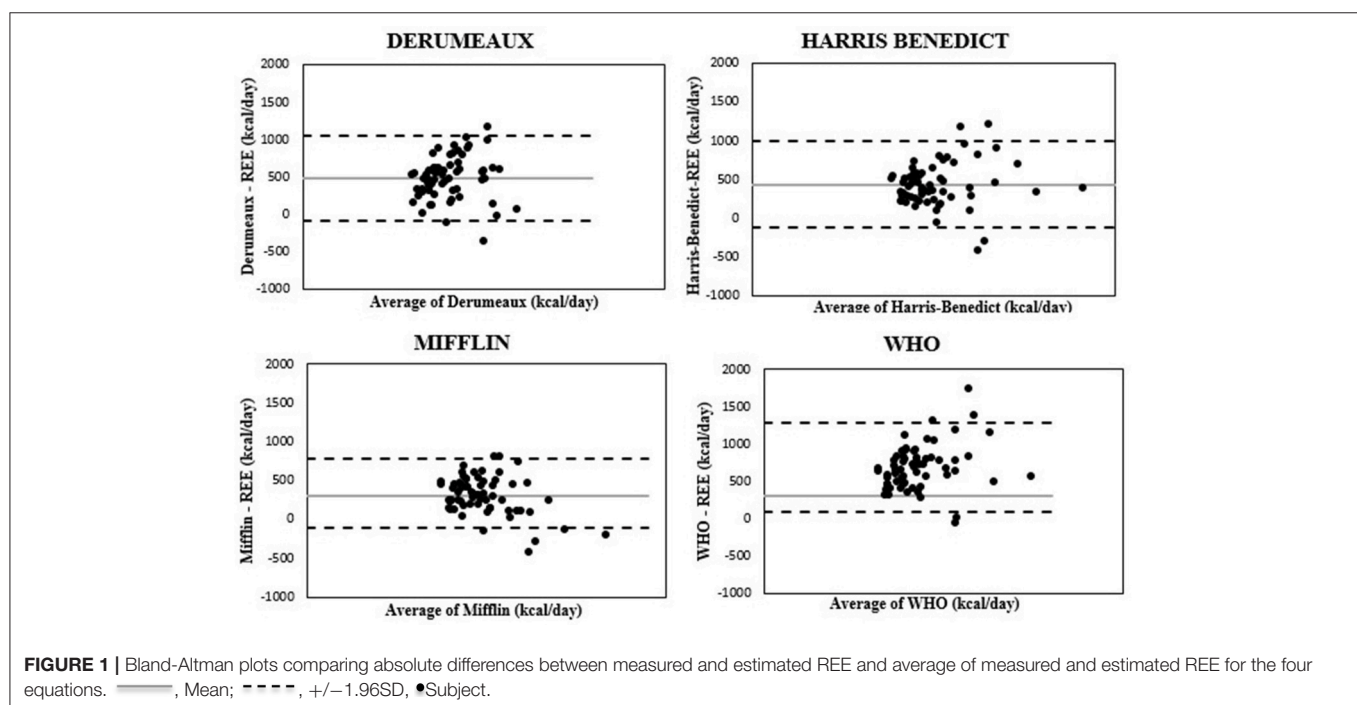 DERUMEAUX
2000
1500
1000
500
0
-500
-1000
Derumeaux - REE (kcal/day)
Average of Derumeaux (kcal/day)
HARRIS BENEDICT
2000
1500
1000
500
0
-500
-1000
Harris-Benedict-REE (kcal/day)
Average of Harris-Benedict (kcal/day)
MIFFLIN
2000
1500
1000
500
0
-500
-1000
Mifflin - REE (kcal/day)
Average of Mifflin (kcal/day)
WHO
2000
1500
1000
500
0
-500
-1000
WHO - REE (kcal/day)
Average of WHO (kcal/day)
FIGURE 1 | Bland-Altman plots comparing absolute differences between measured and estimated REE and average of measured and estimated REE for the four
equations. , Mean; , +/−1.96SD, •Subject.